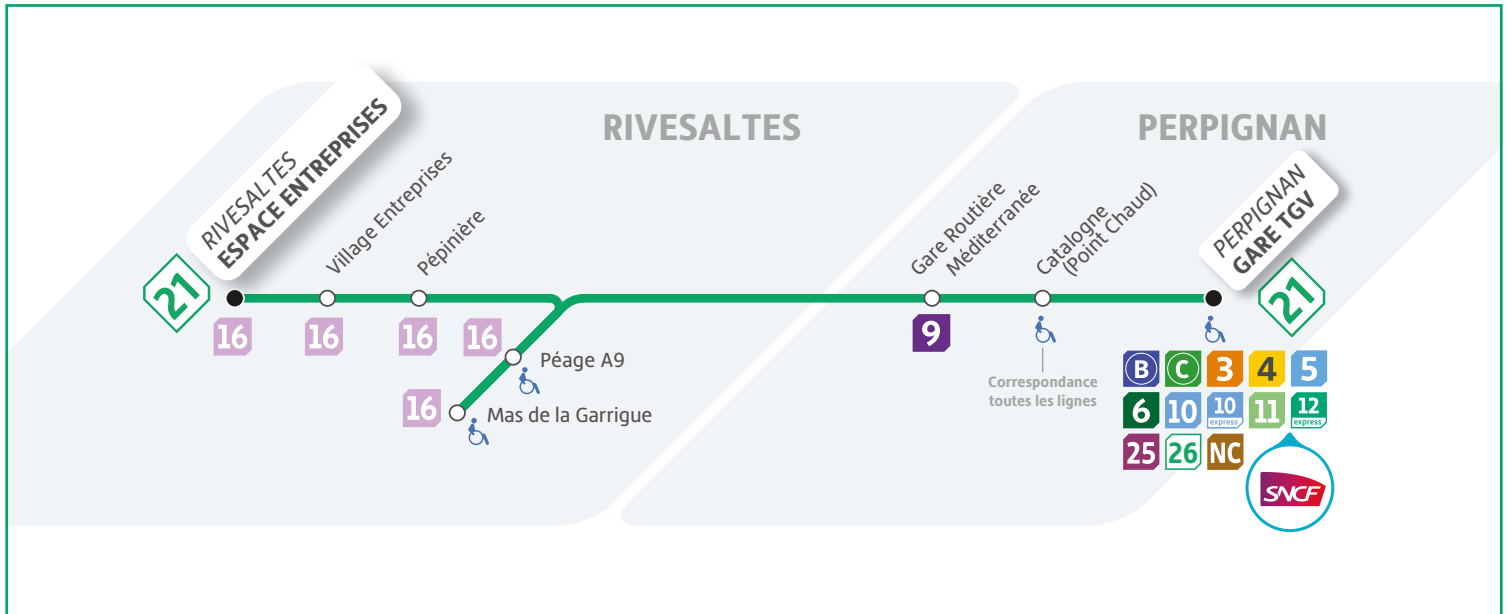 RIVESALTES
PERPIGNAN
RIVESALTES
ESPACE ENTREPRISES
Village Entreprises
Pépinière
Gare Routière
Méditerranée
Catalogne
(Point Chaud)
PERPIGNAN
GARE TGV
21
21
16
16
16
16
Péage A9
16
Mas de la Garrigue
9
Correspondance
toutes les lignes
B C 3 4 5
6 10 10 express 11 12 express
25 26 NC
SNCF